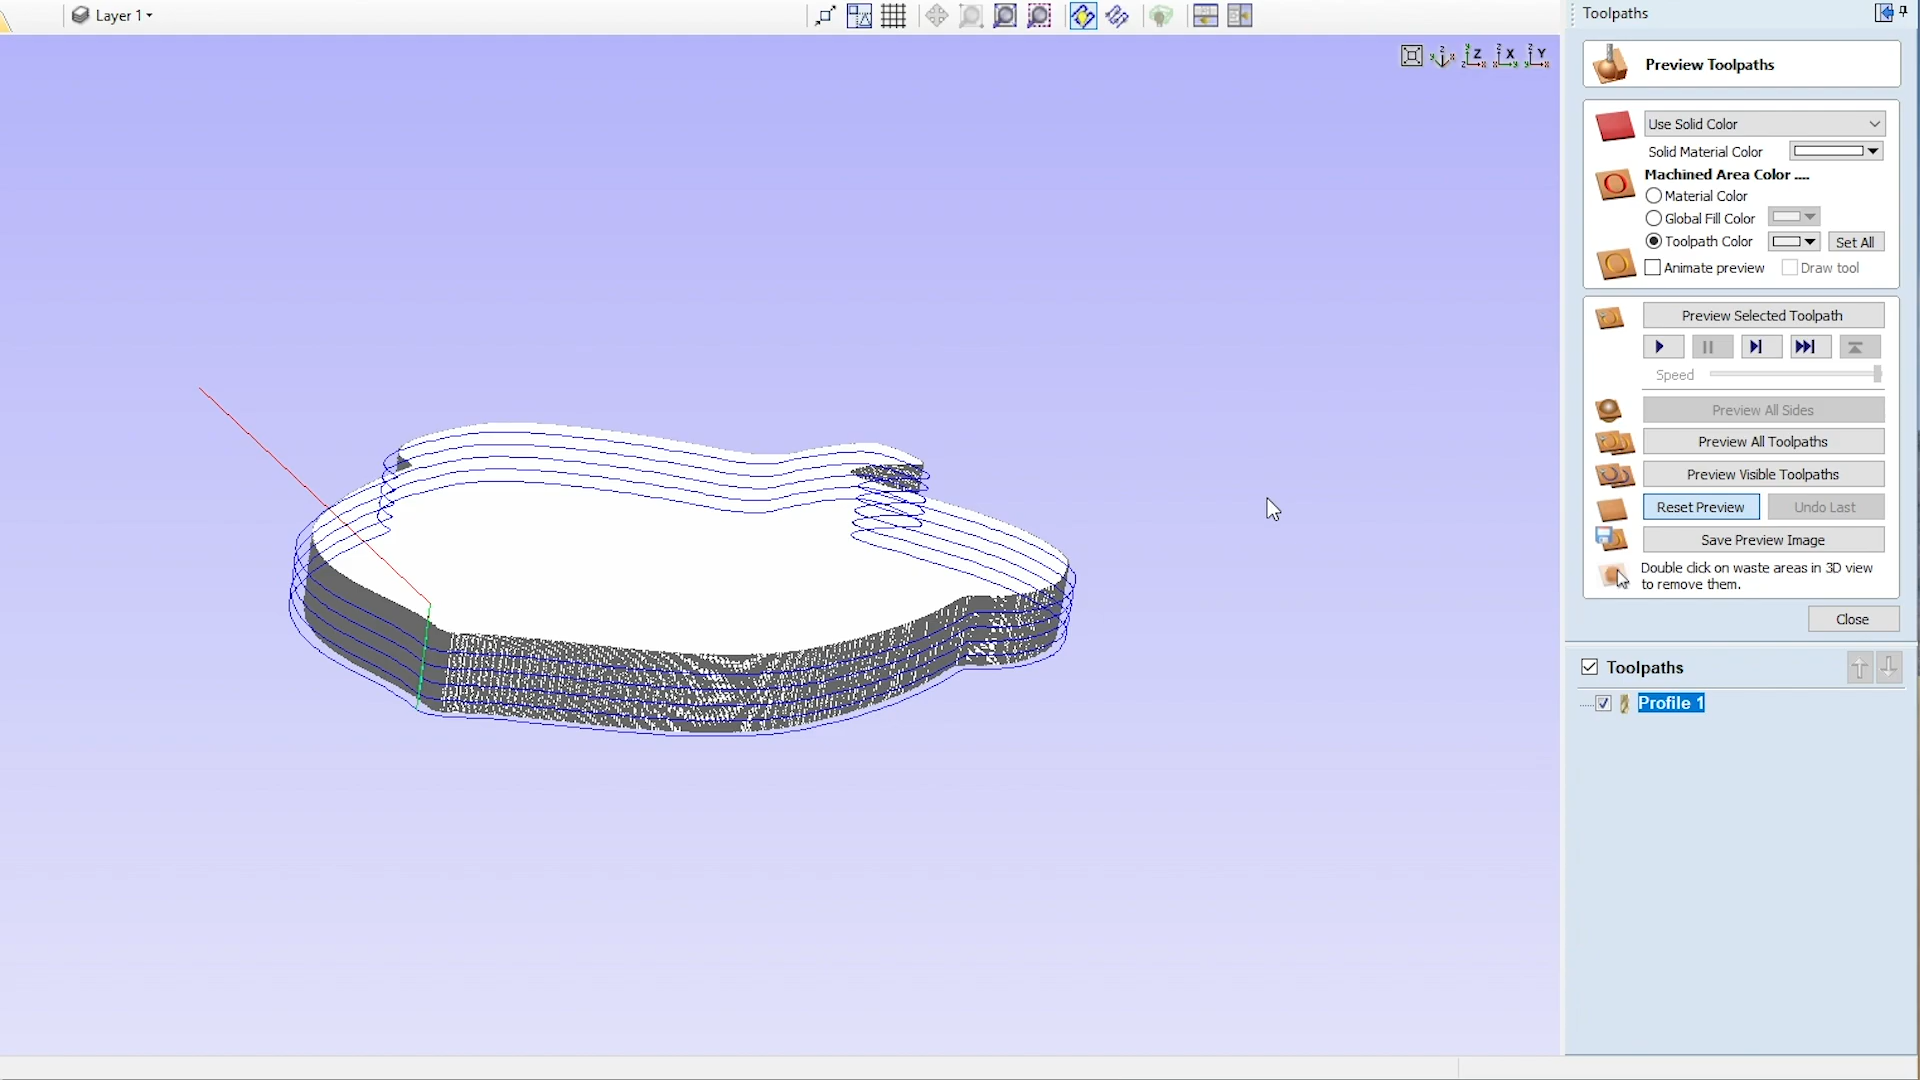 Layer 1
Toolpaths
Z
X
Y
Preview Toolpaths
Use Solid Color
Solid Material Color
Machined Area Color ....
Material Color
Global Fill Color
Toolpath Color
Set All
Animate preview
Draw tool
Preview Selected Toolpath
Speed
Preview All Sides
Preview All Toolpaths
Preview Visible Toolpaths
Reset Preview
Undo Last
Save Preview Image
Double click on waste areas in 3D view
to remove them.
Close
Toolpaths
Profile 1